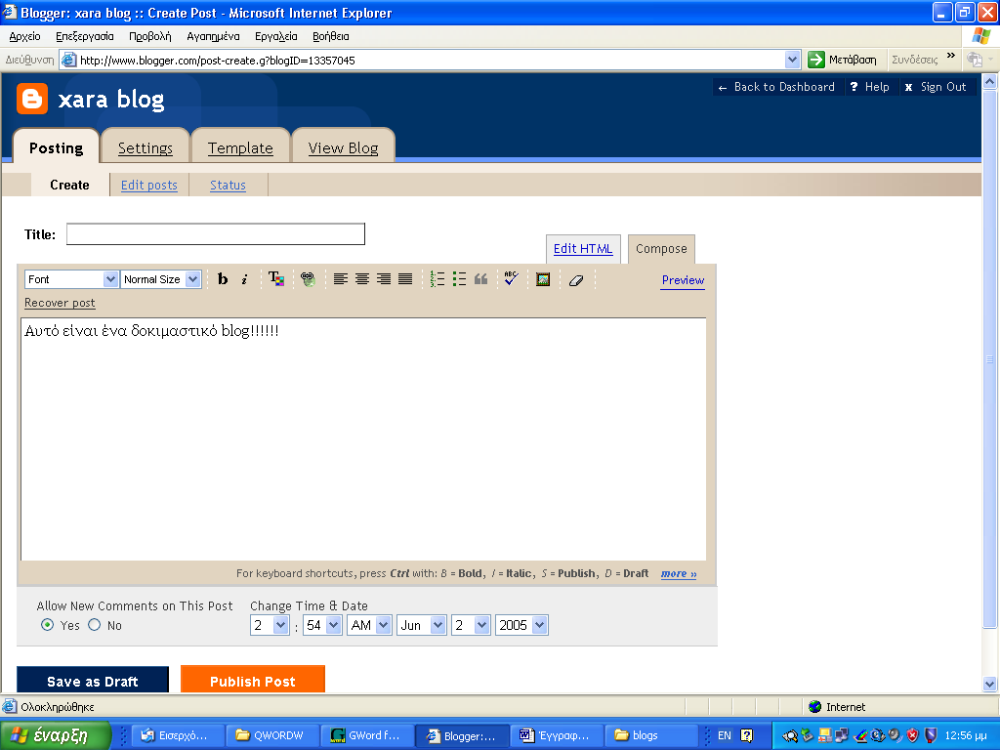 Blogger: xara blog :: Create Post - Microsoft Internet Explorer
Αρχείο Επεξεργασία Προβολή Αγαπημένα Εργαλεία Βοήθεια
Διεύθυνση http://www.blogger.com/post-create.g?blogID=13357045 Μετάβαση Συνδέσεις »
← Back to Dashboard ? Help x Sign Out
xara blog
Posting Settings Template View Blog
Create Edit posts Status
Title:
Edit HTML Compose
Font Normal Size b i ABC Preview
Recover post
Αυτό είναι ένα δοκιμαστικό blog!!!!!!
For keyboard shortcuts, press Ctrl with: B = Bold, I = Italic, S = Publish, D = Draft more »
Allow New Comments on This Post Change Time & Date
Yes No 2 : 54 AM Jun 2 2005
Save as Draft Publish Post
Ολοκληρώθηκε Internet
έναρξη Εισερχό... QWORDW GWord f... Blogger:... Έγγραφ... blogs EN 12:56 μμ